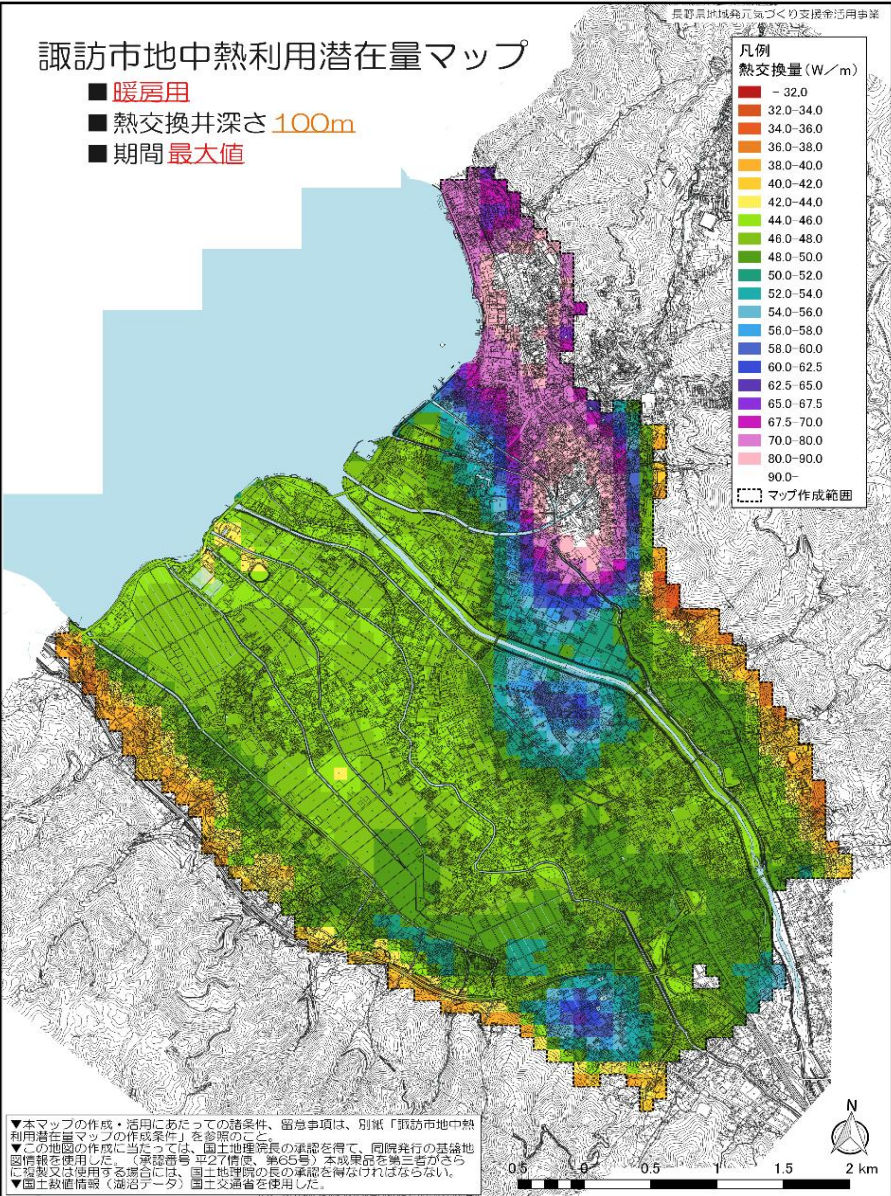 長野県地域発元気づくり支援金活用事業
諏訪市地中熱利用潜在量マップ
■暖房用
■熱交換井深さ 100m
■期間 最大値
凡例
熱交換量(W/m)
- 32.0
32.0-34.0
34.0-36.0
36.0-38.0
38.0-40.0
40.0-42.0
42.0-44.0
44.0-46.0
46.0-48.0
48.0-50.0
50.0-52.0
52.0-54.0
54.0-56.0
56.0-58.0
58.0-60.0
60.0-62.5
62.5-65.0
65.0-67.5
67.5-70.0
70.0-80.0
80.0-90.0
90.0-
マップ作成範囲
▼本マップの作成・活用にあたっての諸条件、留意事項は、別紙「諏訪市地中熱
利用潜在量マップの作成条件」を参照のこと。
▼この地図の作成に当たっては、国土地理院長の承認を得て、同院発行の基盤地
図情報を使用した。(承認番号 平27情使、第65号)本成果品を第三者がさら
に複製又は使用する場合には、国土地理院の長の承認を得なければならない。
▼国土数値情報(湖沼データ)国土交通省を使用した。
N
0.5 0 0.5 1 1.5 2 km